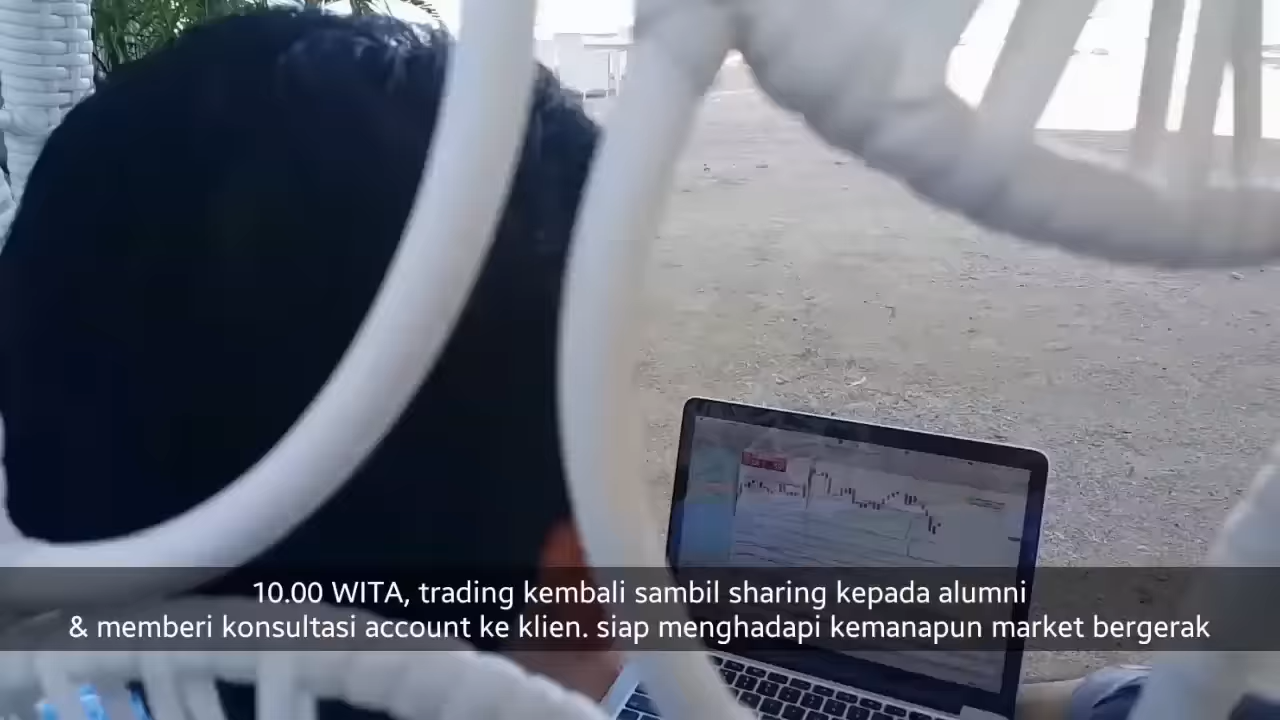 10.00 WITA, trading kembali sambil sharing kepada alumni
& memberi konsultasi account ke klien. siap menghadapi kemanapun market bergerak